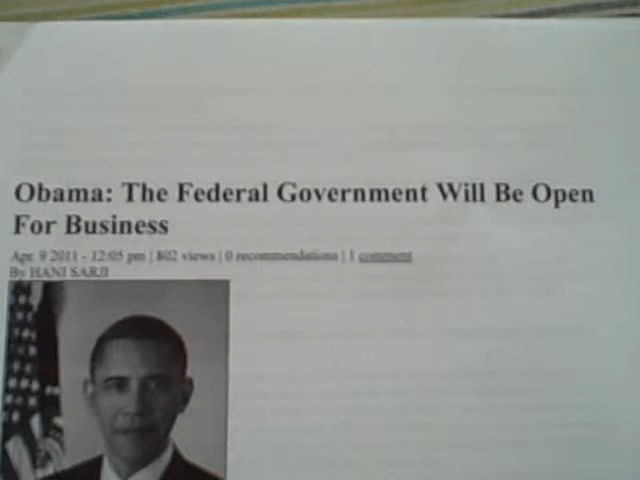 Obama: The Federal Government Will Be Open
For Business
Apr. 9 2011 - 12:05 pm | 802 views | 0 recommendations | 1 comment
By HANI SARJI